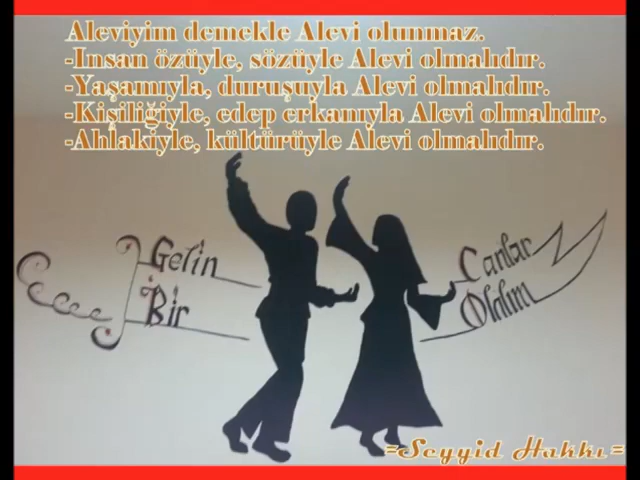 Aleviyim demekle Alevi olunmaz.
-Insan özüyle, sözüyle Alevi olmalıdır.
-Yaşamıyla, duruşuyla Alevi olmalıdır.
-Kişiliğiyle, edep erkanıyla Alevi olmalıdır.
-Ahlakiyle, kültürüyle Alevi olmalıdır.
Gelin Canlar
Bir Olalım
=Seyyid Hakkı=